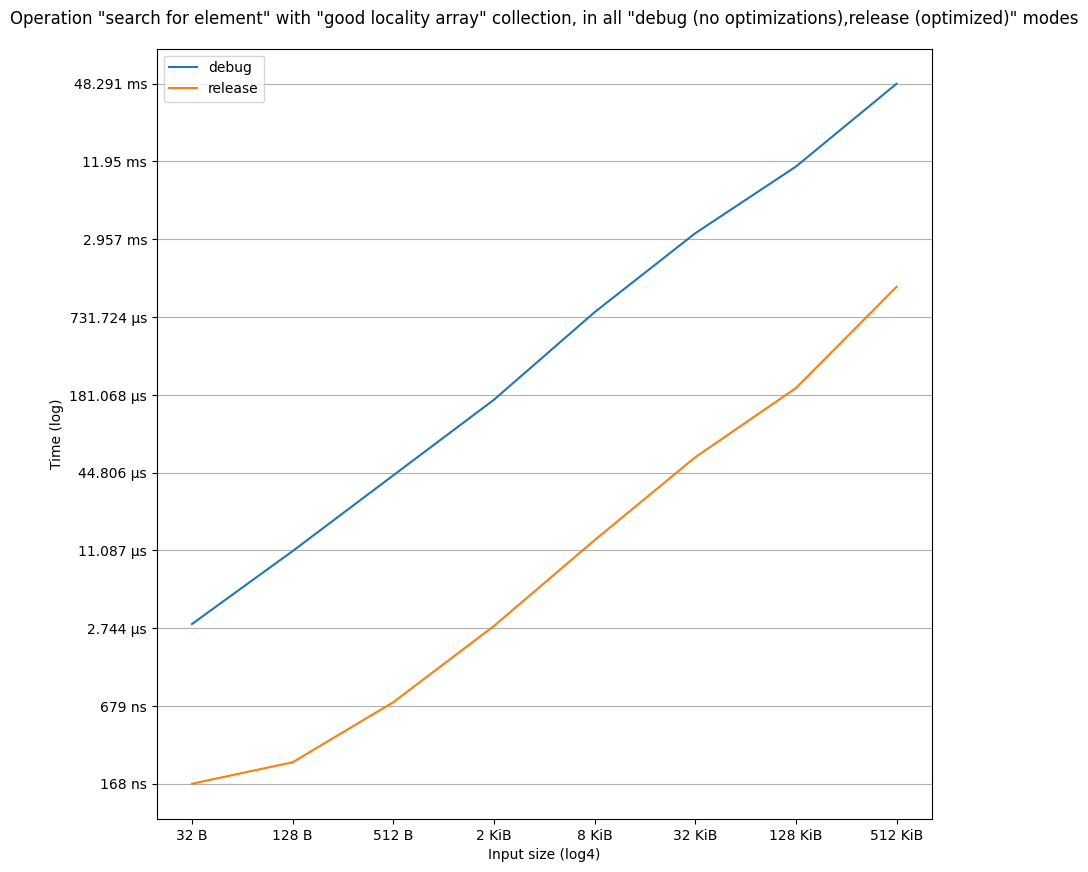 Operation "search for element" with "good locality array" collection, in all "debug (no optimizations),release (optimized)" modes
debug
release
48.291 ms
11.95 ms
2.957 ms
731.724 µs
181.068 µs
44.806 µs
11.087 µs
2.744 µs
679 ns
168 ns
Time (log)
32 B
128 B
512 B
2 KiB
8 KiB
32 KiB
128 KiB
512 KiB
Input size (log4)